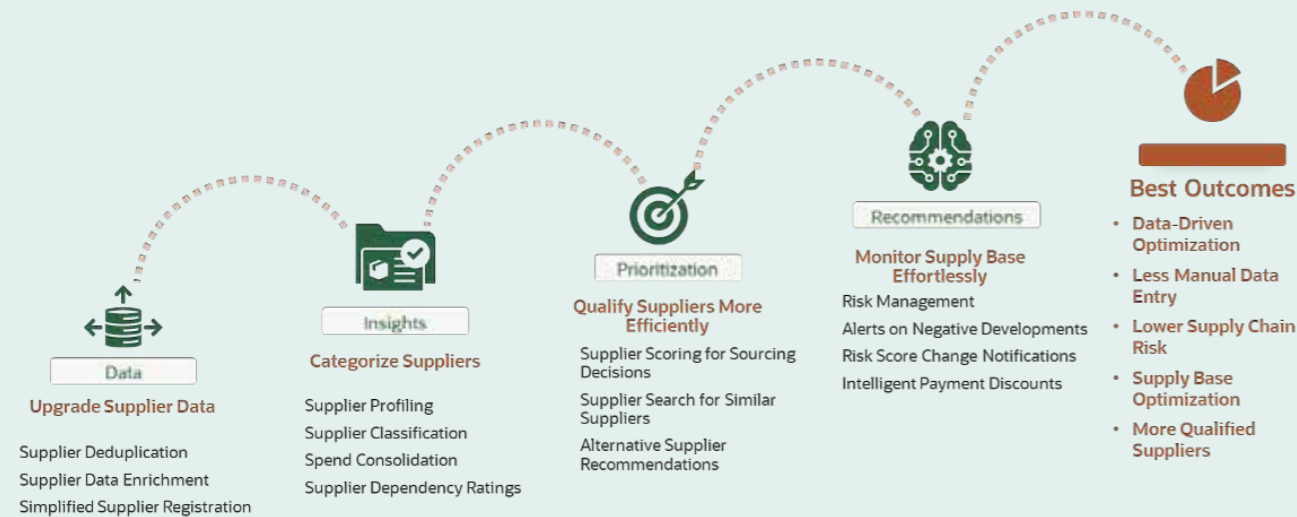 Data
Upgrade Supplier Data
Supplier Deduplication
Supplier Data Enrichment
Simplified Supplier Registration
Insights
Categorize Suppliers
Supplier Profiling
Supplier Classification
Spend Consolidation
Supplier Dependency Ratings
Prioritization
Qualify Suppliers More
Efficiently
Supplier Scoring for Sourcing
Decisions
Supplier Search for Similar
Suppliers
Alternative Supplier
Recommendations
Recommendations
Monitor Supply Base
Effortlessly
Risk Management
Alerts on Negative Developments
Risk Score Change Notifications
Intelligent Payment Discounts
Best Outcomes
• Data-Driven
Optimization
• Less Manual Data
Entry
• Lower Supply Chain
Risk
• Supply Base
Optimization
• More Qualified
Suppliers